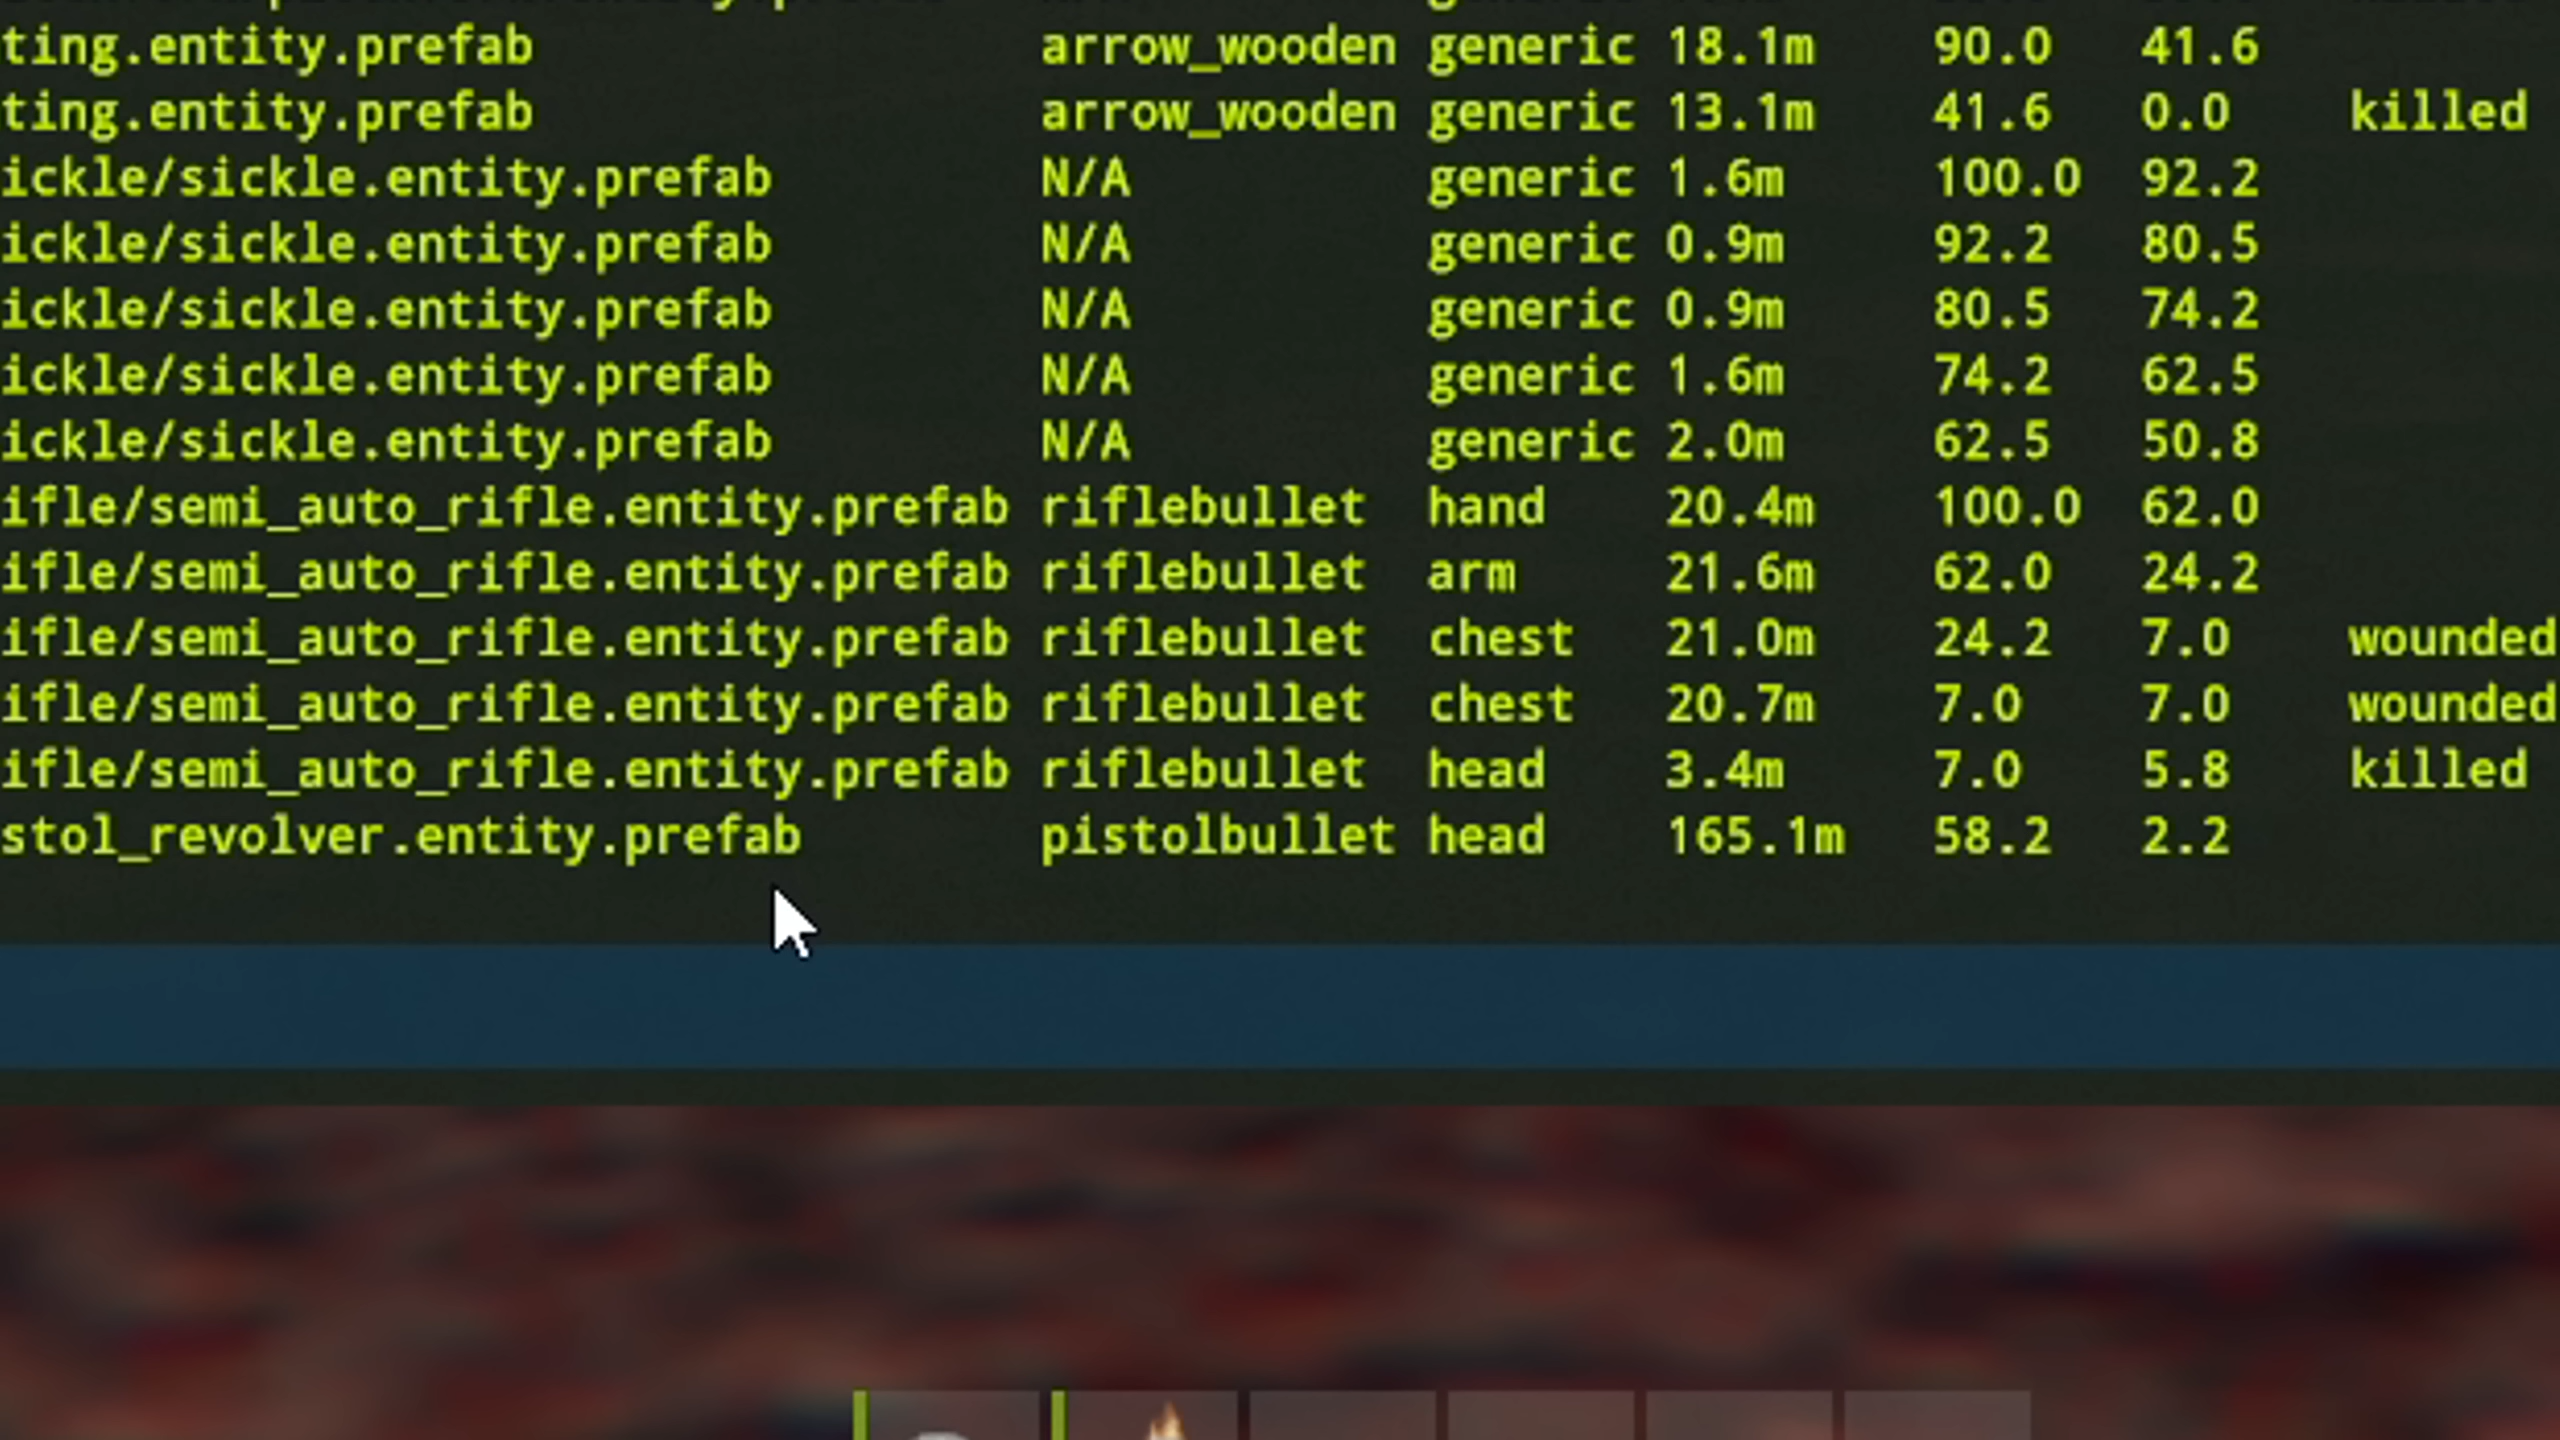 ting.entity.prefab arrow_wooden generic 18.1m 90.0 41.6
ting.entity.prefab arrow_wooden generic 13.1m 41.6 0.0 killed
ickle/sickle.entity.prefab N/A generic 1.6m 100.0 92.2
ickle/sickle.entity.prefab N/A generic 0.9m 92.2 80.5
ickle/sickle.entity.prefab N/A generic 0.9m 80.5 74.2
ickle/sickle.entity.prefab N/A generic 1.6m 74.2 62.5
ickle/sickle.entity.prefab N/A generic 2.0m 62.5 50.8
ifle/semi_auto_rifle.entity.prefab riflebullet hand 20.4m 100.0 62.0
ifle/semi_auto_rifle.entity.prefab riflebullet arm 21.6m 62.0 24.2
ifle/semi_auto_rifle.entity.prefab riflebullet chest 21.0m 24.2 7.0 wounded
ifle/semi_auto_rifle.entity.prefab riflebullet chest 20.7m 7.0 7.0 wounded
ifle/semi_auto_rifle.entity.prefab riflebullet head 3.4m 7.0 5.8 killed
stol_revolver.entity.prefab pistolbullet head 165.1m 58.2 2.2